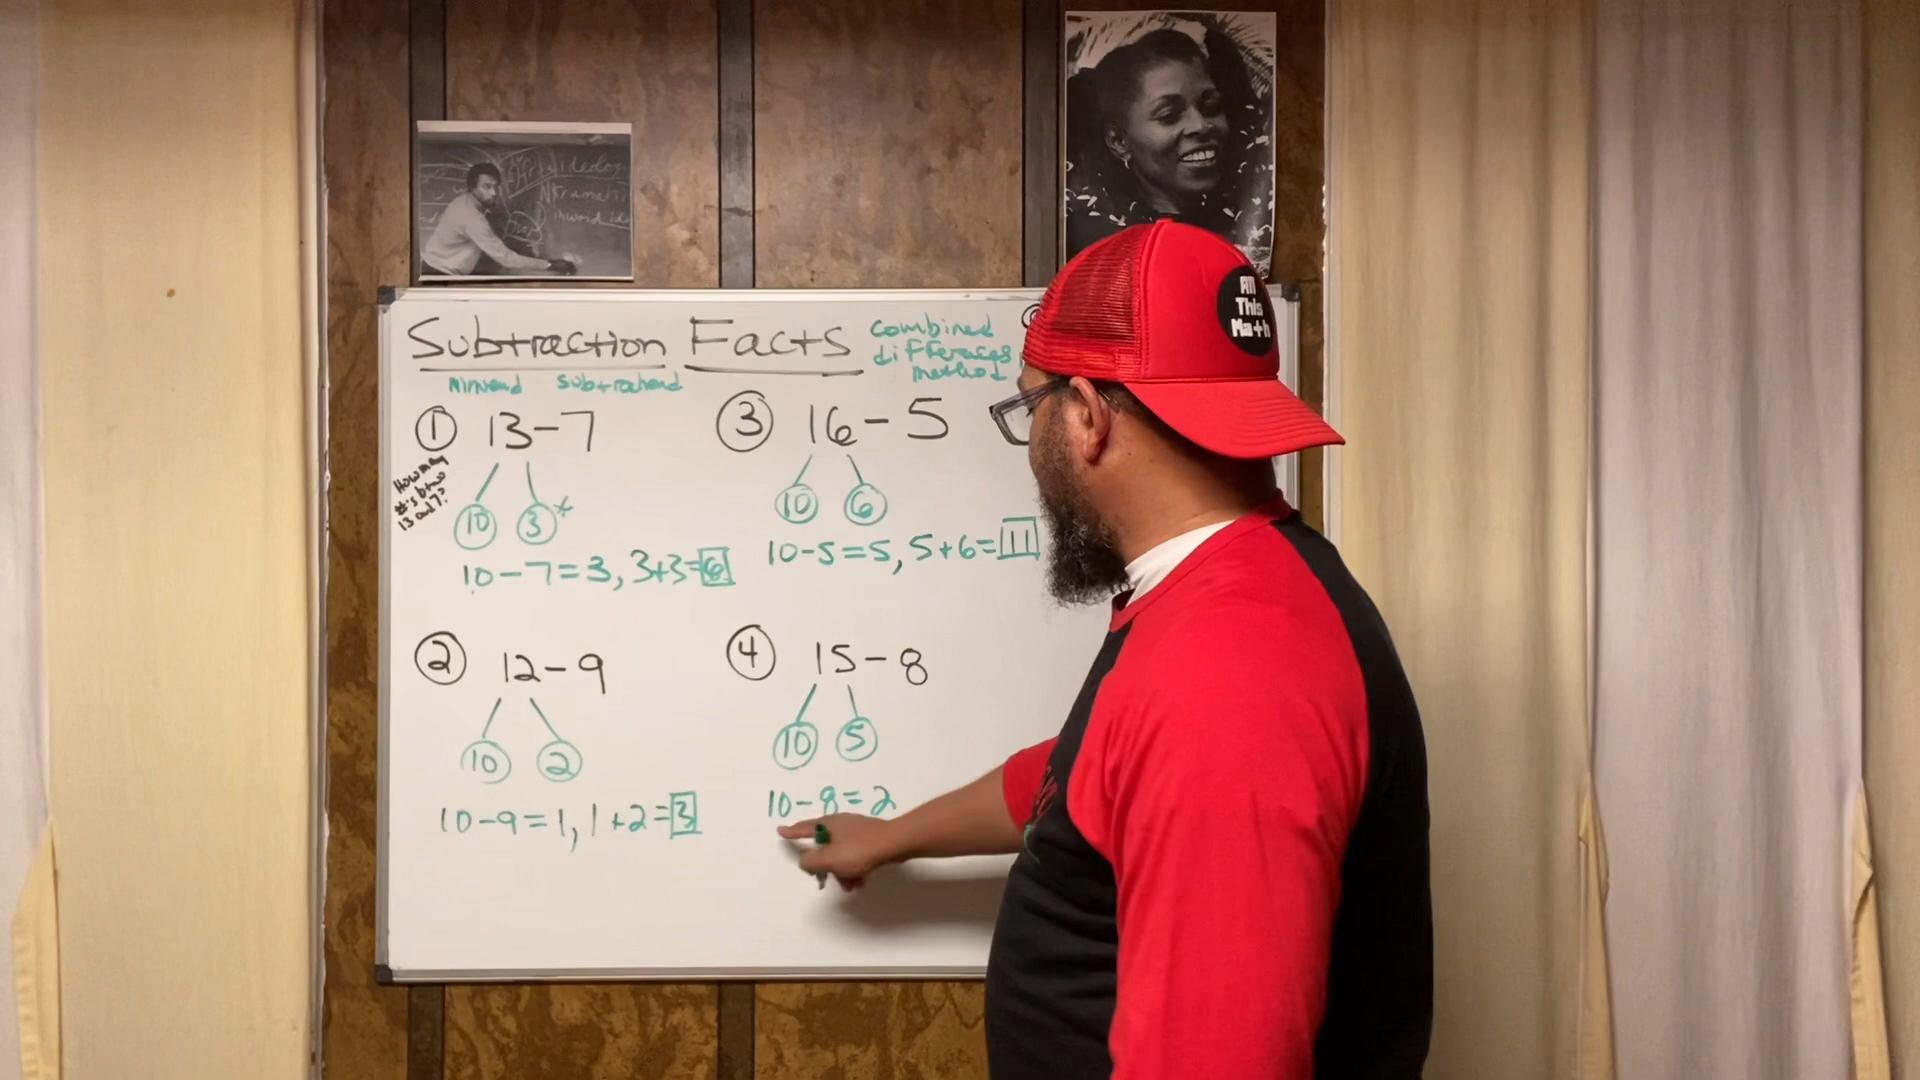 Subtraction Facts
combined
differences
method
minuend subtrahend
① 13-7
How many
#'s btwn
13 and 7?
10 3*
10-7=3, 3+3=6
② 12-9
10 2
10-9=1, 1+2=3
③ 16-5
10 6
10-5=5, 5+6=11
④ 15-8
10 5
10-8=2
All
This
Math